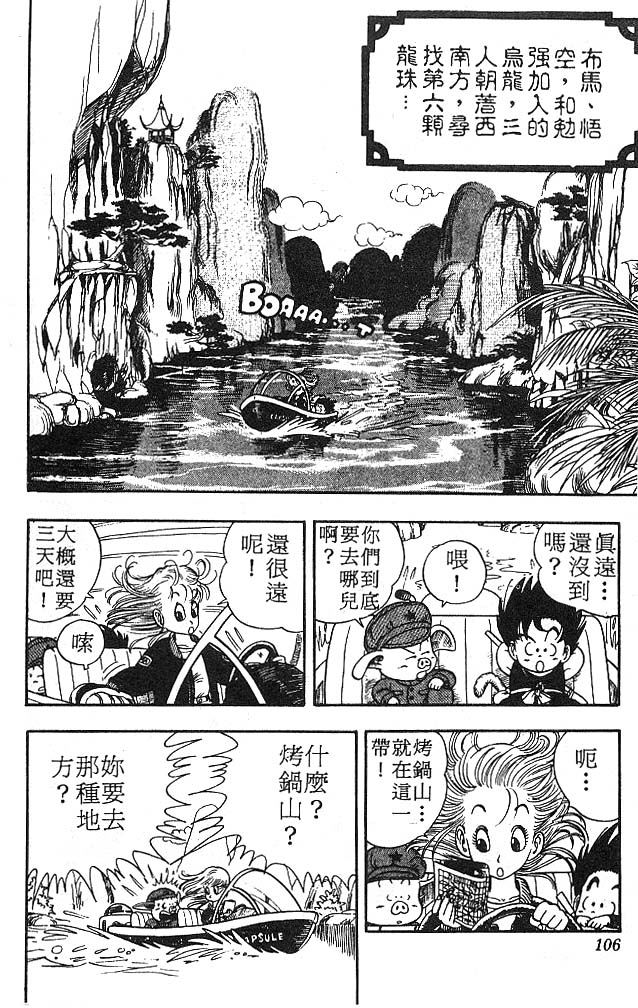 布馬、悟
空，和勉
强加入的
烏龍，三
人朝著西
南方，尋
找第六顆
龍珠…
BOAAA....
CAPS
真遠…
還沒到
嗎？
喂！
你們到底
要去哪兒
啊？
還很遠
呢！
大概還要
三天吧！
嗦
呃…
烤鍋山…
就在這一
帶！
什麼？
烤鍋山？
妳要去
那種地
方？
PSULE
106